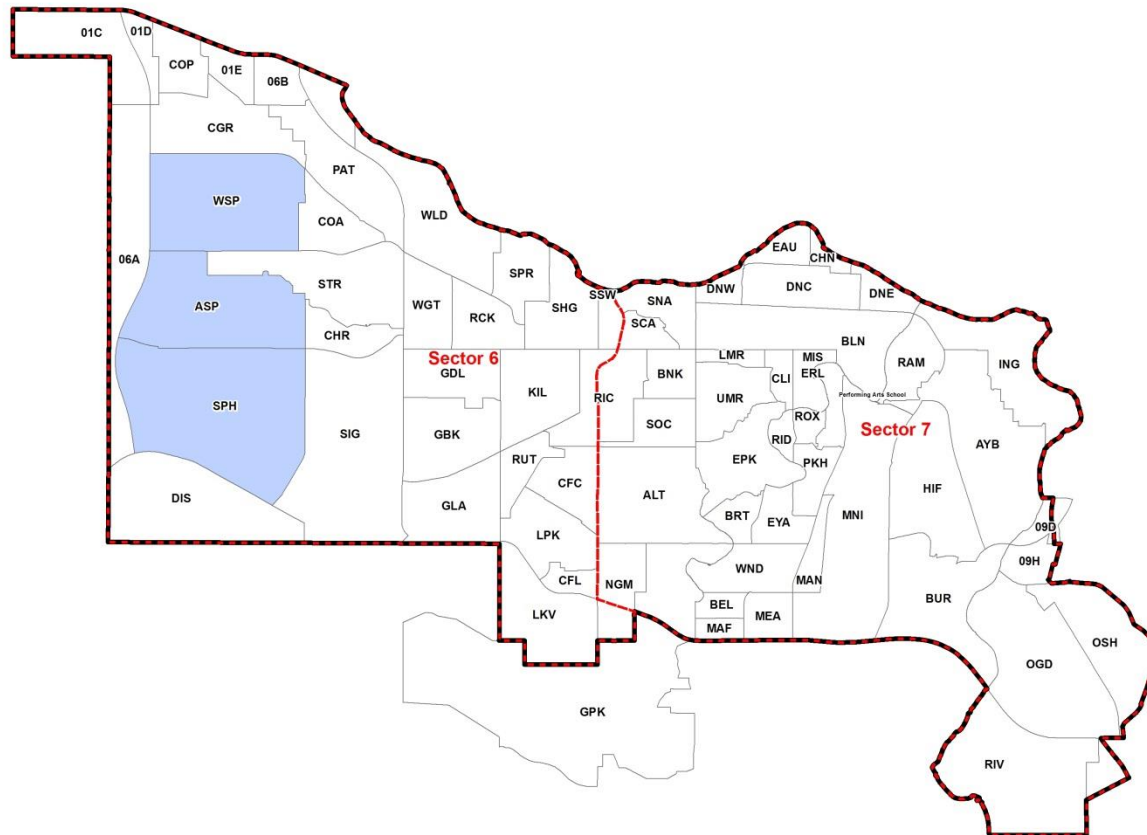 01C
01D
COP
01E
06B
CGR
PAT
WSP
COA
WLD
06A
SPR
EAU
CHN
STR
ASP
WGT
RCK
SHG
SSW
SNA
SCA
DNW
DNC
DNE
CHR
Sector 6
GDL
KIL
RIC
BNK
LMR
CLI
MIS
ERL
BLN
RAM
ING
SPH
SIG
GBK
SOC
UMR
ROX
RID
Performing Arts School
Sector 7
RUT
CFC
EPK
PKH
AYB
HIF
DIS
GLA
ALT
BRT
EYA
MNI
LPK
09D
09H
CFL
NGM
WND
MAN
LKV
BEL
MAF
MEA
BUR
OSH
OGD
GPK
RIV